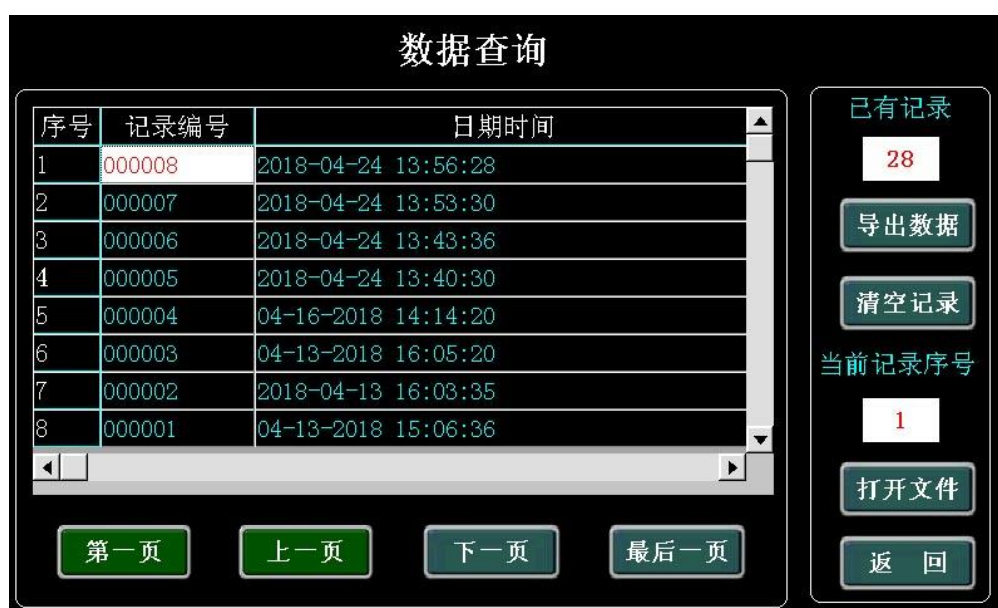 数据查询
序号 记录编号 日期时间
1 000008 2018-04-24 13:56:28
2 000007 2018-04-24 13:53:30
3 000006 2018-04-24 13:43:36
4 000005 2018-04-24 13:40:30
5 000004 04-16-2018 14:14:20
6 000003 04-13-2018 16:05:20
7 000002 2018-04-13 16:03:35
8 000001 04-13-2018 15:06:36
第一页 上一页 下一页 最后一页
已有记录
28
导出数据
清空记录
当前记录序号
1
打开文件
返 回